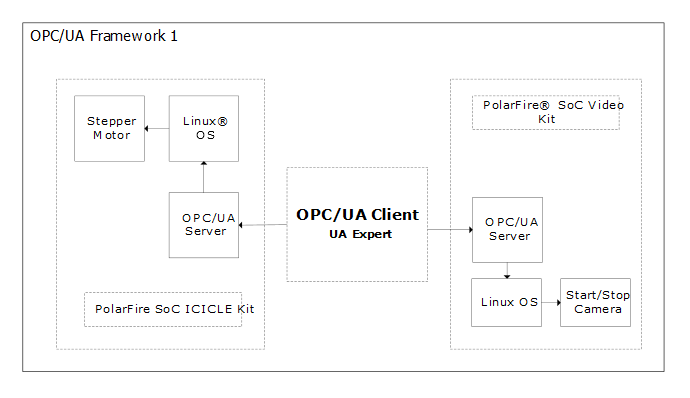 OPC/UA Framework 1
Stepper
Motor
Linux®
OS
OPC/UA
Server
PolarFire SoC ICICLE Kit
OPC/UA Client
UA Expert
PolarFire® SoC Video
Kit
OPC/UA
Server
Linux OS
Start/Stop
Camera